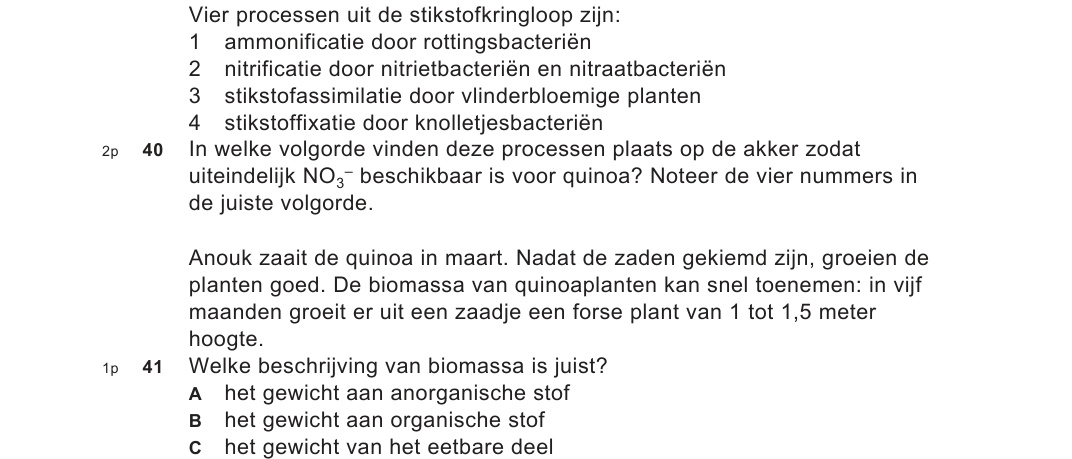 Vier processen uit de stikstofkringloop zijn:
1 ammonificatie door rottingsbacteriën
2 nitrificatie door nitrietbacteriën en nitraatbacteriën
3 stikstofassimilatie door vlinderbloemige planten
4 stikstoffixatie door knolletjesbacteriën
2p 40 In welke volgorde vinden deze processen plaats op de akker zodat
uiteindelijk NO₃⁻ beschikbaar is voor quinoa? Noteer de vier nummers in
de juiste volgorde.
Anouk zaait de quinoa in maart. Nadat de zaden gekiemd zijn, groeien de
planten goed. De biomassa van quinoaplanten kan snel toenemen: in vijf
maanden groeit er uit een zaadje een forse plant van 1 tot 1,5 meter
hoogte.
1p 41 Welke beschrijving van biomassa is juist?
A het gewicht aan anorganische stof
B het gewicht aan organische stof
C het gewicht van het eetbare deel